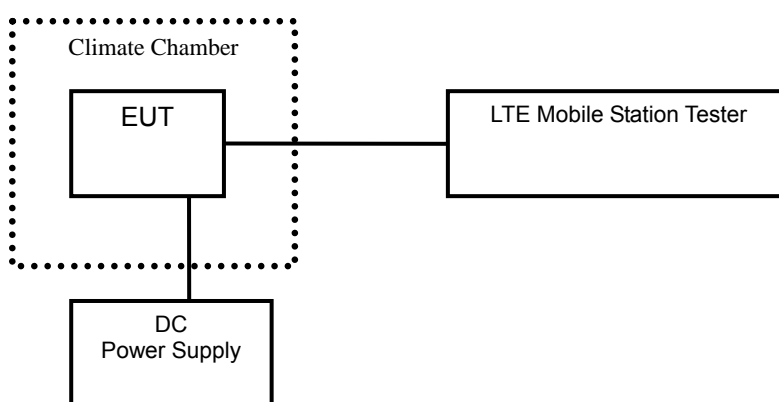 Climate Chamber
EUT
LTE Mobile Station Tester
DC
Power Supply